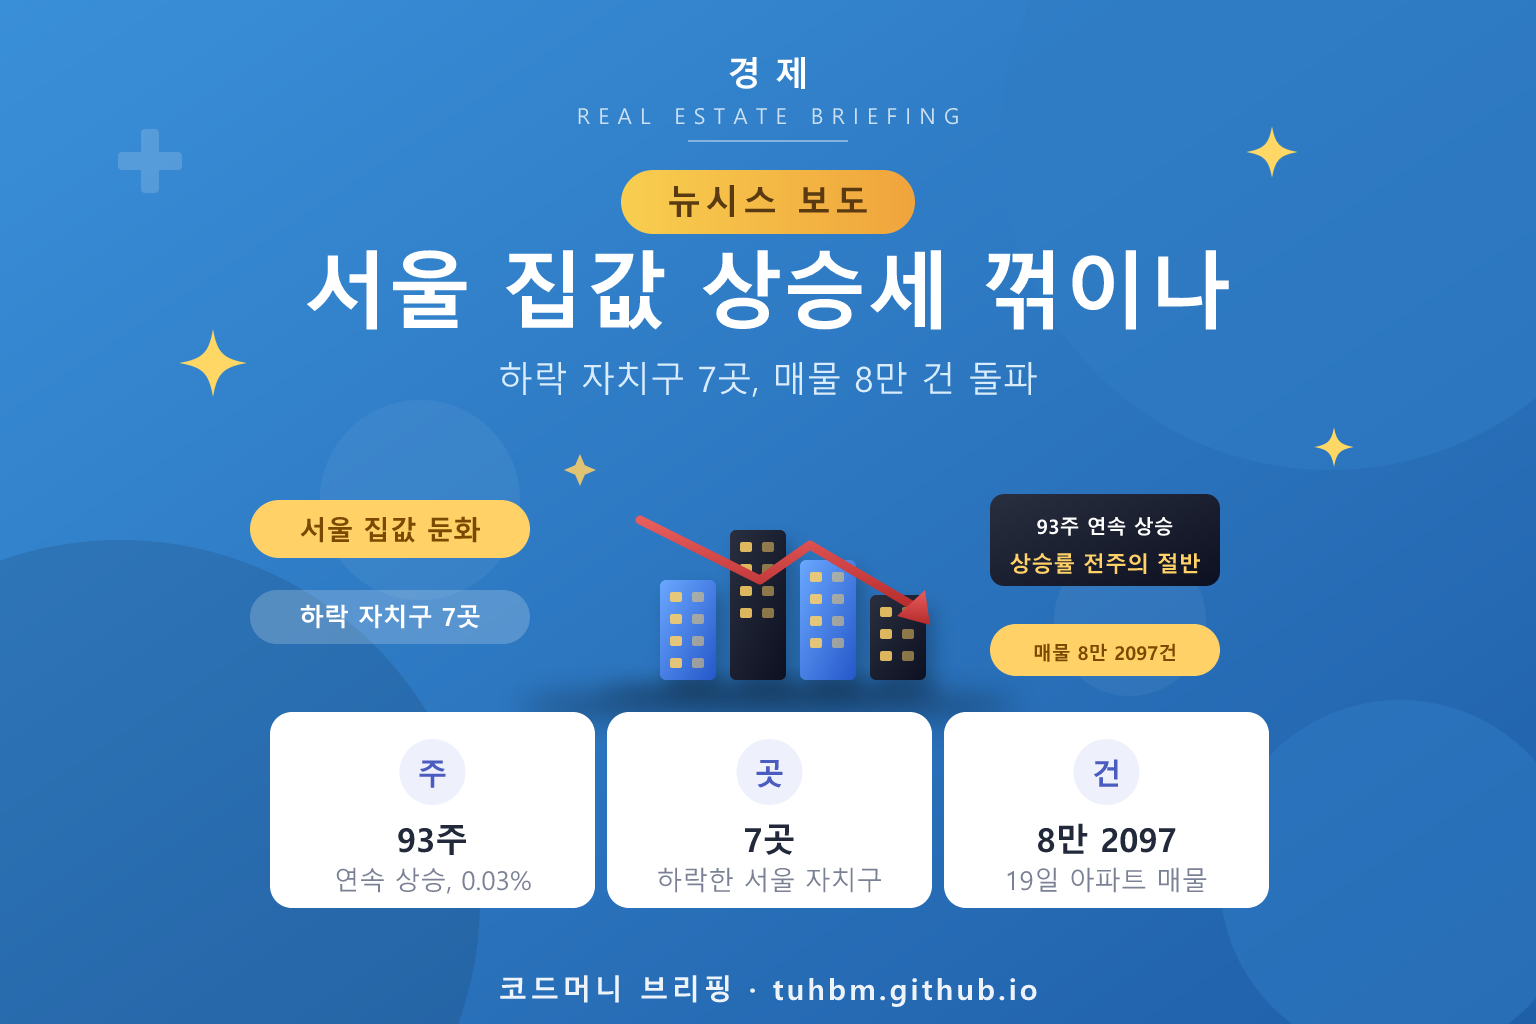 경제
REAL ESTATE BRIEFING
뉴시스 보도
서울 집값 상승세 꺾이나
하락 자치구 7곳, 매물 8만 건 돌파
서울 집값 둔화
하락 자치구 7곳
93주 연속 상승
상승률 전주의 절반
매물 8만 2097건
주
93주
연속 상승, 0.03%
곳
7곳
하락한 서울 자치구
건
8만 2097
19일 아파트 매물
코드머니 브리핑 · tuhbm.github.io